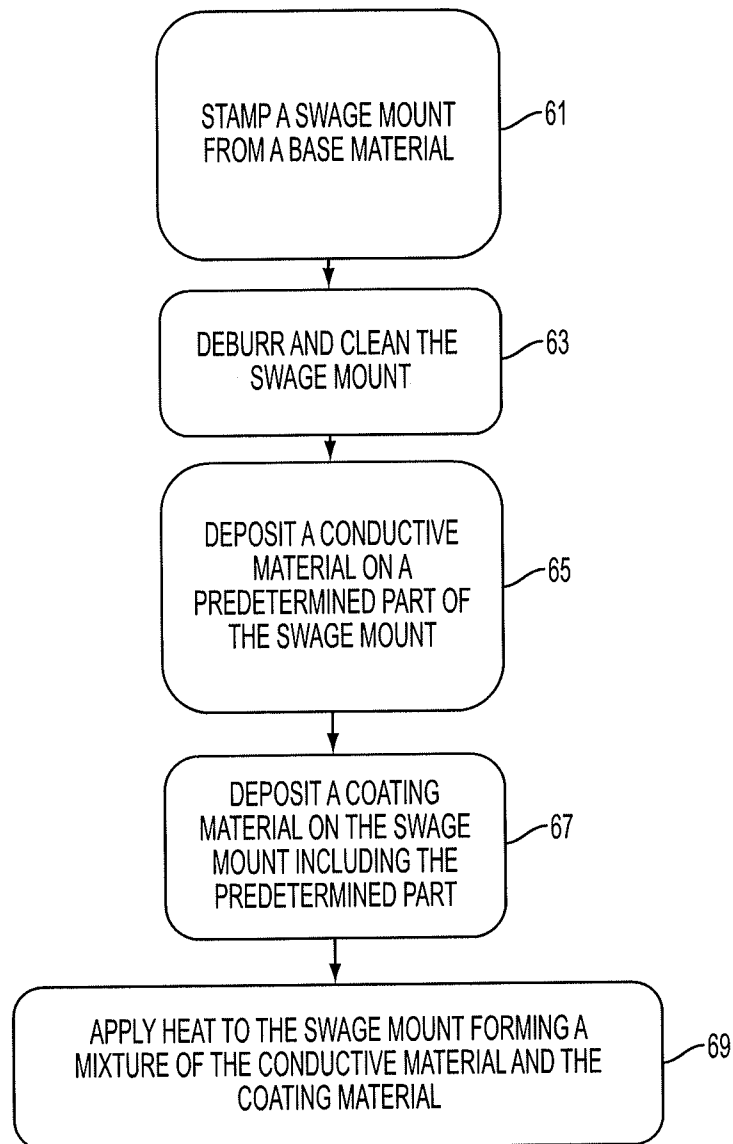 STAMP A SWAGE MOUNT
FROM A BASE MATERIAL
61
DEBURR AND CLEAN THE
SWAGE MOUNT
63
DEPOSIT A CONDUCTIVE
MATERIAL ON A
PREDETERMINED PART OF
THE SWAGE MOUNT
65
DEPOSIT A COATING
MATERIAL ON THE SWAGE
MOUNT INCLUDING THE
PREDETERMINED PART
67
APPLY HEAT TO THE SWAGE MOUNT FORMING A
MIXTURE OF THE CONDUCTIVE MATERIAL AND THE
COATING MATERIAL
69